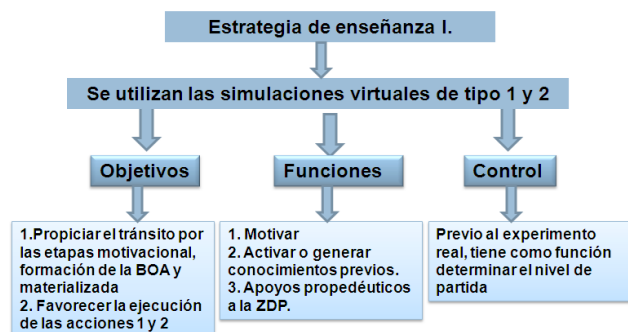 Estrategia de enseñanza I.
Se utilizan las simulaciones virtuales de tipo 1 y 2
Objetivos
Funciones
Control
1.Propiciar el tránsito por
las etapas motivacional,
formación de la BOA y
materializada
2. Favorecer la ejecución
de las acciones 1 y 2
1. Motivar
2. Activar o generar
conocimientos previos.
3. Apoyos propedéuticos
a la ZDP.
Previo al experimento
real, tiene como función
determinar el nivel de
partida